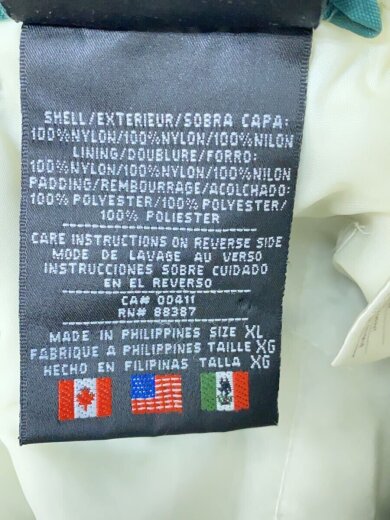 SHELL/EXTERIEUR/SOBRA CAPA:
100%NYLON/100%NYLON/100%NILON
LINING/DOUBLURE/FORRO:
100%NYLON/100%NYLON/100%NILON
PADDING/REMBOURRAGE/ACOLCHADO:
100% POLYESTER/100% POLYESTER/
100% POLIESTER
CARE INSTRUCTIONS ON REVERSE SIDE
MODE DE LAVAGE AU VERSO
INSTRUCCIONES SOBRE CUIDADO
EN EL REVERSO
CA# 00411
RN# 88387
MADE IN PHILIPPINES SIZE XL
FABRIQUE A PHILIPPINES TAILLE XG
HECHO EN FILIPINAS TALLA XG